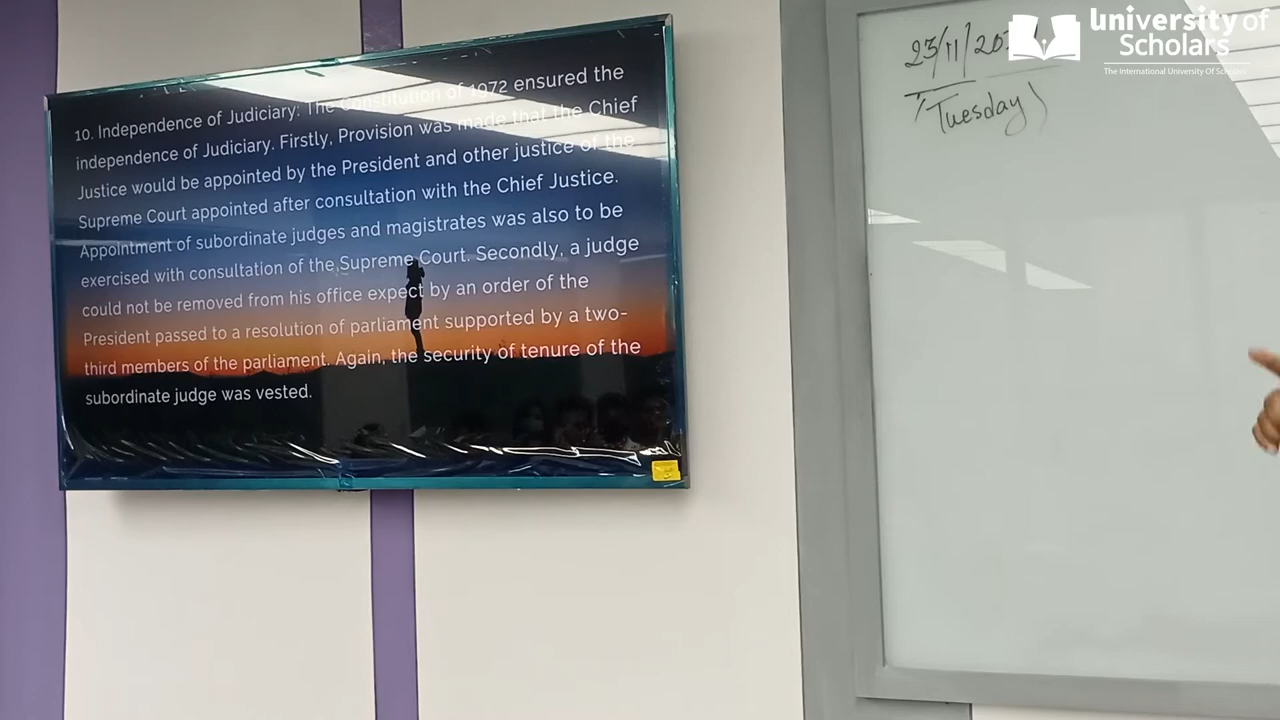 10. Independence of Judiciary: The Constitution of 1972 ensured the
independence of Judiciary. Firstly, Provision was made that the Chief
Justice would be appointed by the President and other justice of the
Supreme Court appointed after consultation with the Chief Justice.
Appointment of subordinate judges and magistrates was also to be
exercised with consultation of the Supreme Court. Secondly, a judge
could not be removed from his office expect by an order of the
President passed to a resolution of parliament supported by a two-
third members of the parliament. Again, the security of tenure of the
subordinate judge was vested.
(Tuesday)
university of
Scholars
The International University Of Scholars